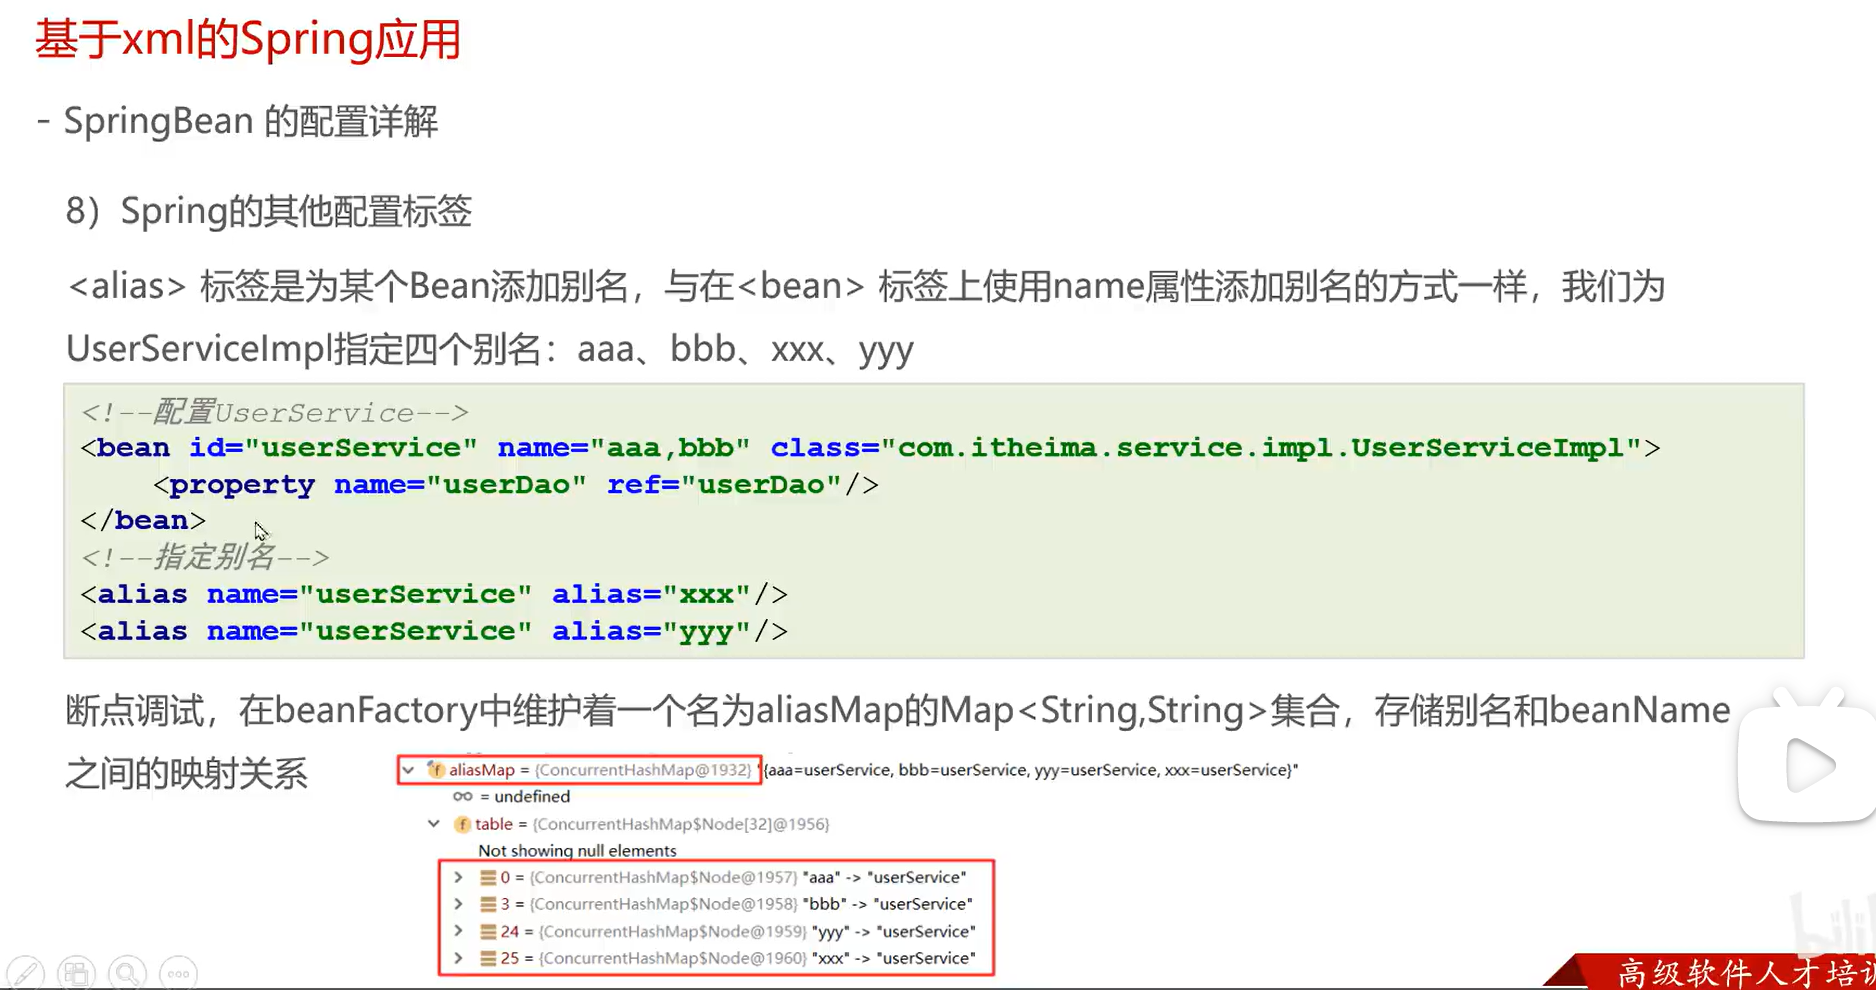 基于xml的Spring应用
- SpringBean 的配置详解
8）Spring的其他配置标签
<alias> 标签是为某个Bean添加别名，与在<bean> 标签上使用name属性添加别名的方式一样，我们为
UserServiceImpl指定四个别名：aaa、bbb、xxx、yyy
<!--配置UserService-->
<bean id="userService" name="aaa,bbb" class="com.itheima.service.impl.UserServiceImpl">
<property name="userDao" ref="userDao"/>
</bean>
<!--指定别名-->
<alias name="userService" alias="xxx"/>
<alias name="userService" alias="yyy"/>
断点调试，在beanFactory中维护着一个名为aliasMap的Map<String,String>集合，存储别名和beanName
之间的映射关系
aliasMap = {ConcurrentHashMap@1932} "{aaa=userService, bbb=userService, yyy=userService, xxx=userService}"
= undefined
table = {ConcurrentHashMap$Node[32]@1956}
Not showing null elements
0 = {ConcurrentHashMap$Node@1957} "aaa" -> "userService"
3 = {ConcurrentHashMap$Node@1958} "bbb" -> "userService"
24 = {ConcurrentHashMap$Node@1959} "yyy" -> "userService"
25 = {ConcurrentHashMap$Node@1960} "xxx" -> "userService"
高级软件人才培训